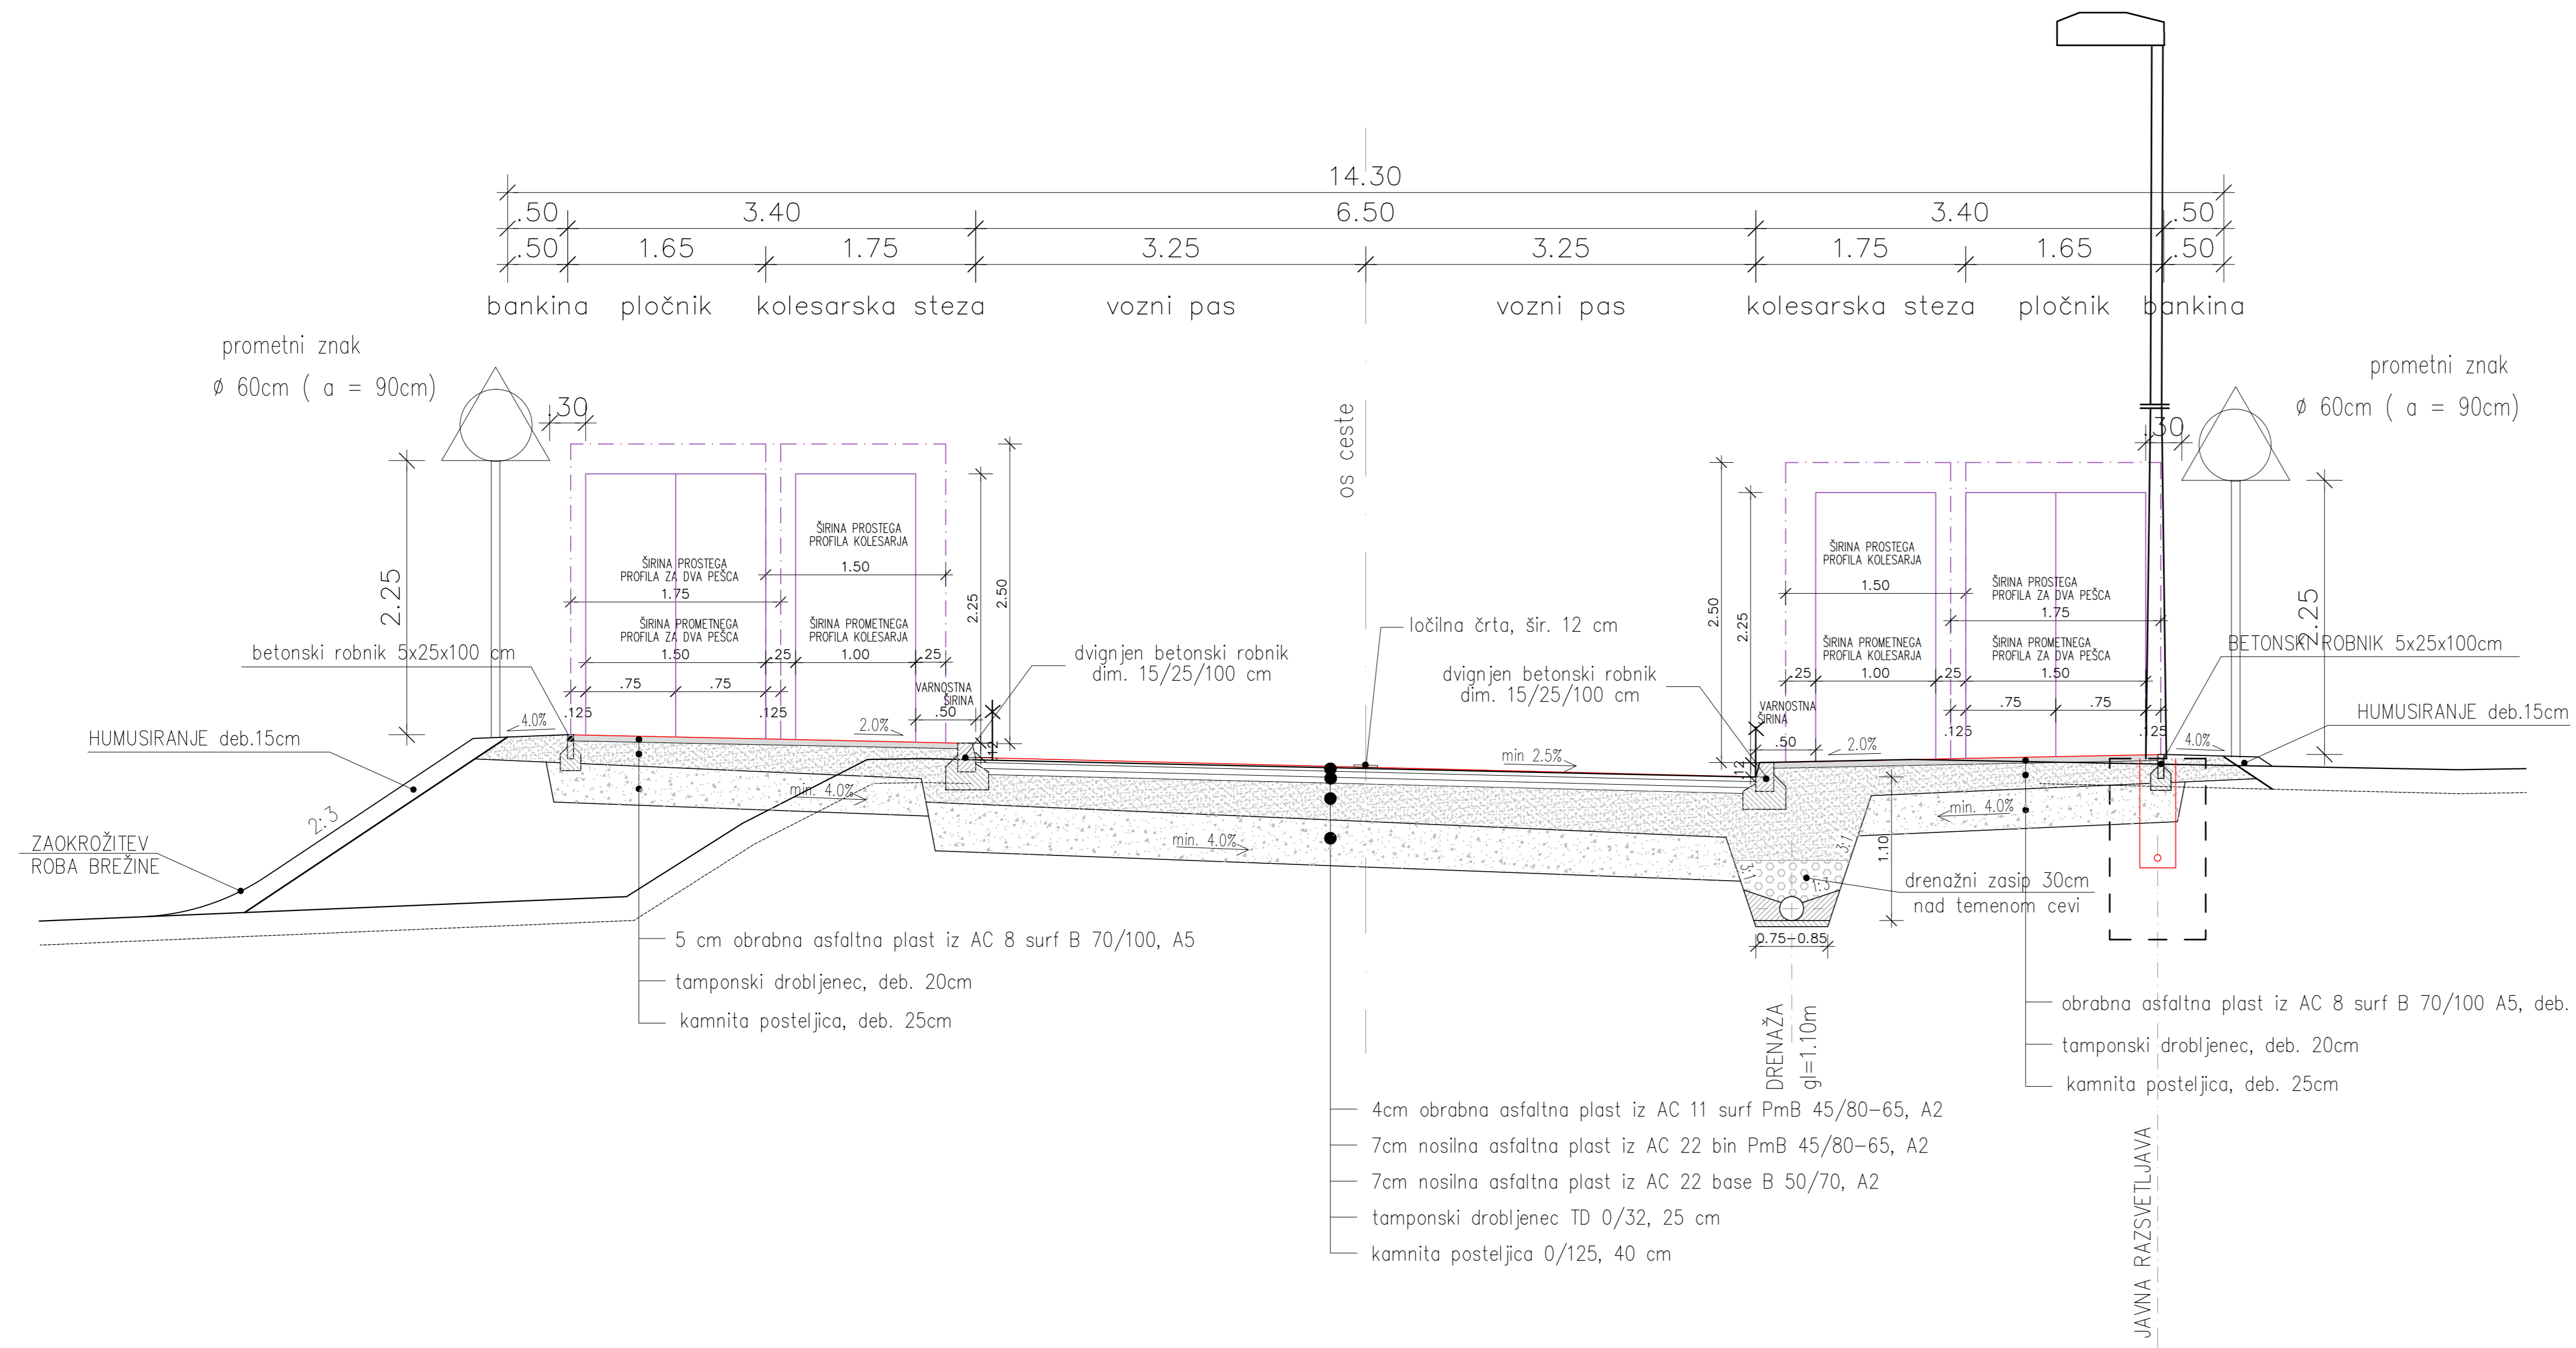 14.30
.50 3.40 6.50 3.40 .50
.50 1.65 1.75 3.25 3.25 1.75 1.65 .50
bankina pločnik kolesarska steza vozni pas vozni pas kolesarska steza pločnik bankina
prometni znak
ø 60cm ( a = 90cm)
.30
2.25
ŠIRINA PROSTEGA
PROFILA ZA DVA PEŠCA
1.75
ŠIRINA PROMETNEGA
PROFILA ZA DVA PEŠCA
1.50
.75 .75
.125 .125
ŠIRINA PROSTEGA
PROFILA KOLESARJA
1.50
ŠIRINA PROMETNEGA
PROFILA KOLESARJA
.25 1.00 .25
VARNOSTNA
ŠIRINA
.50
2.25
2.50
.12
betonski robnik 5x25x100 cm
4.0%
2.0%
HUMUSIRANJE deb.15cm
2:3
ZAOKROŽITEV
ROBA BREŽINE
min. 4.0%
dvignjen betonski robnik
dim. 15/25/100 cm
os ceste
ločilna črta, šir. 12 cm
dvignjen betonski robnik
dim. 15/25/100 cm
min 2.5%
min. 4.0%
prometni znak
ø 60cm ( a = 90cm)
.30
2.25
2.50
2.25
ŠIRINA PROSTEGA
PROFILA KOLESARJA
1.50
ŠIRINA PROMETNEGA
PROFILA KOLESARJA
.25 1.00 .25
ŠIRINA PROSTEGA
PROFILA ZA DVA PEŠCA
1.75
ŠIRINA PROMETNEGA
PROFILA ZA DVA PEŠCA
1.50
.75 .75
.125 .125
VARNOSTNA
ŠIRINA
.50
.12
2.0%
4.0%
BETONSKI ROBNIK 5x25x100cm
HUMUSIRANJE deb.15cm
min. 4.0%
3:1
3:1
1:3
1.10
drenažni zasip 30cm
nad temenom cevi
0.75-0.85
DRENAŽA
gl=1.10m
JAVNA RAZSVETLJAVA
5 cm obrabna asfaltna plast iz AC 8 surf B 70/100, A5
tamponski drobljenec, deb. 20cm
kamnita posteljica, deb. 25cm
4cm obrabna asfaltna plast iz AC 11 surf PmB 45/80-65, A2
7cm nosilna asfaltna plast iz AC 22 bin PmB 45/80-65, A2
7cm nosilna asfaltna plast iz AC 22 base B 50/70, A2
tamponski drobljenec TD 0/32, 25 cm
kamnita posteljica 0/125, 40 cm
obrabna asfaltna plast iz AC 8 surf B 70/100 A5, deb.
tamponski drobljenec, deb. 20cm
kamnita posteljica, deb. 25cm